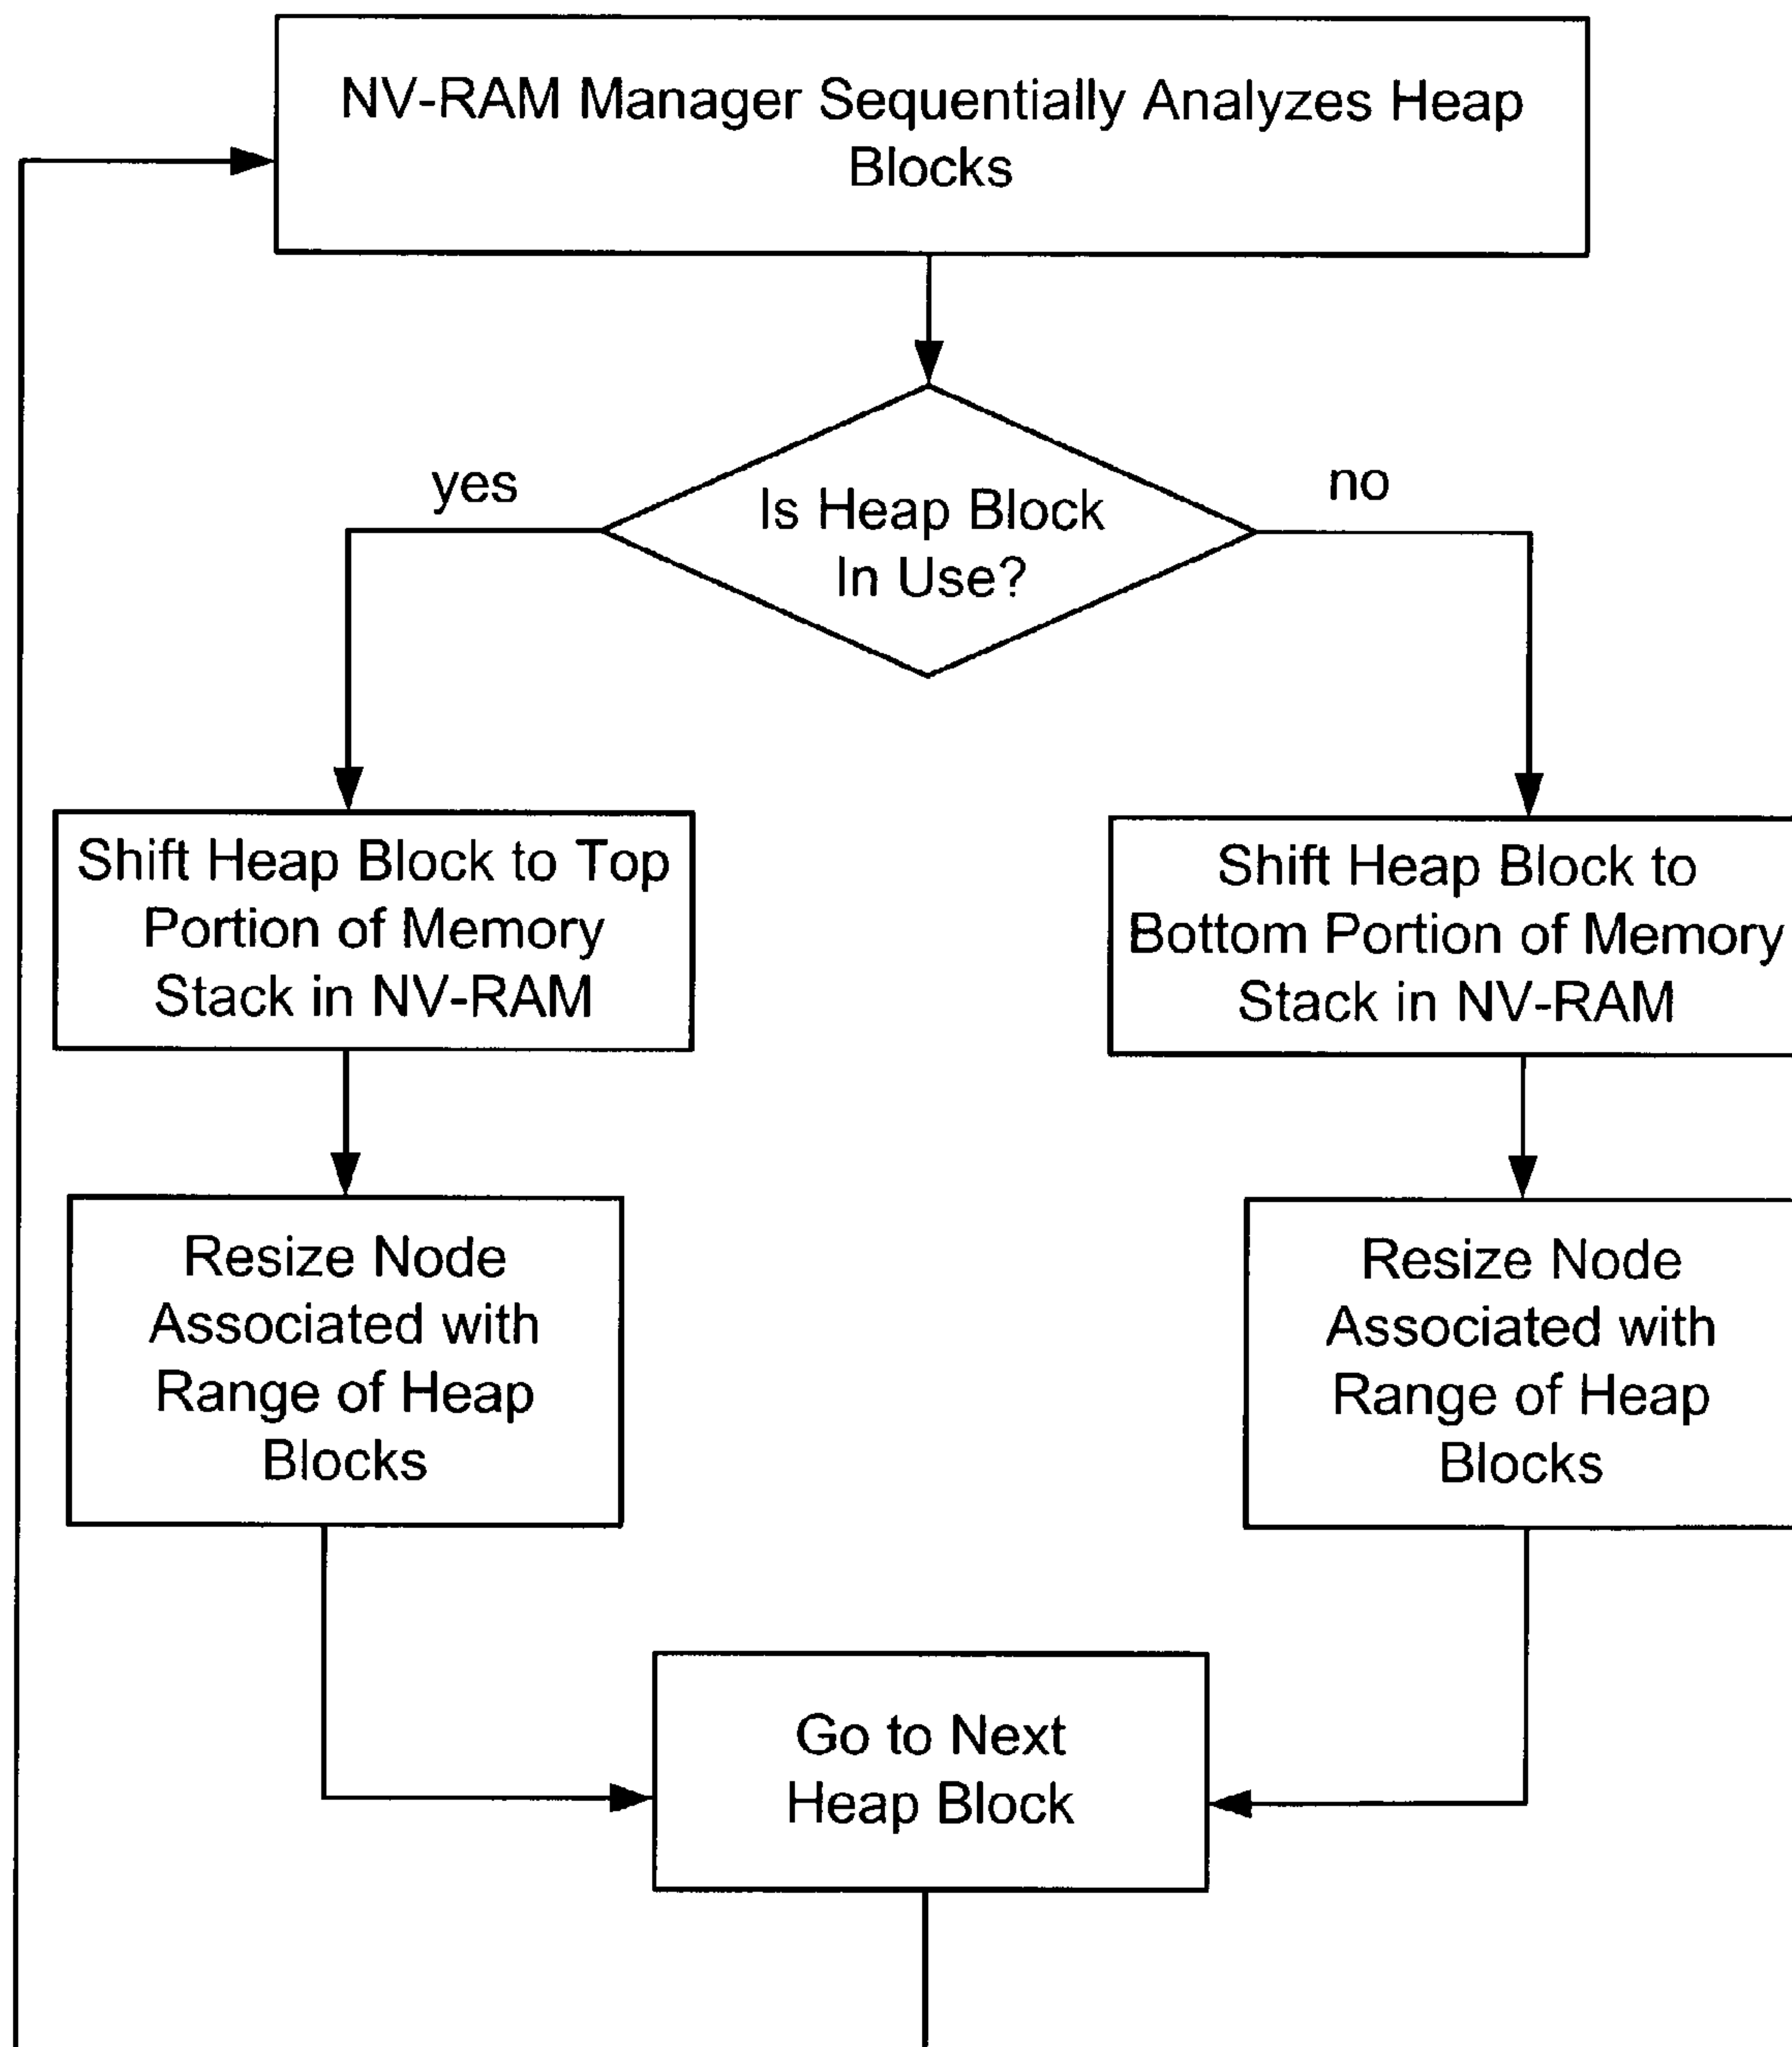 NV-RAM Manager Sequentially Analyzes Heap
Blocks
yes
no
Is Heap Block
In Use?
Shift Heap Block to Top
Portion of Memory
Stack in NV-RAM
Shift Heap Block to
Bottom Portion of Memory
Stack in NV-RAM
Resize Node
Associated with
Range of Heap
Blocks
Resize Node
Associated with
Range of Heap
Blocks
Go to Next
Heap Block